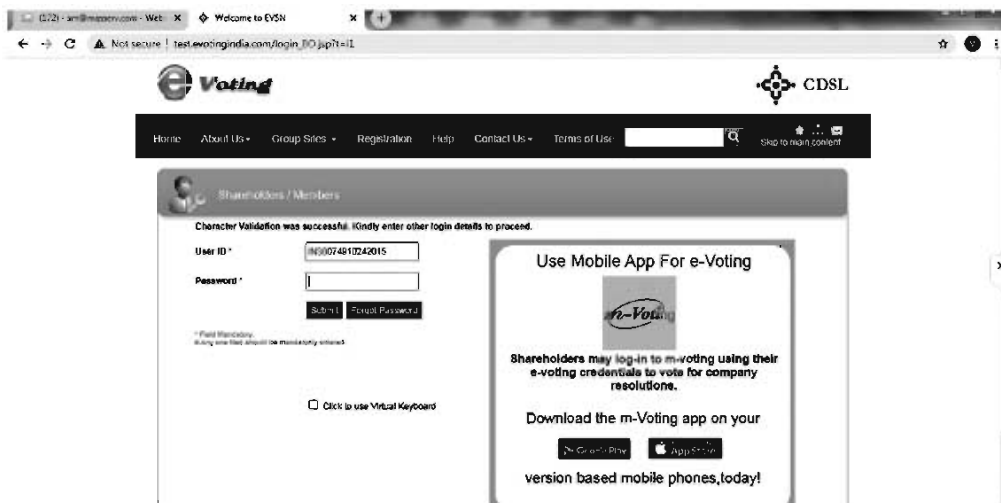 Welcome to EVSN
Not secure | test.evotingindia.com/
e Voting
CDSL
Home About Us Group Sites Registration Help Contact Us Terms of Use
Skip to main content
Shareholders / Members
Character Validation was successful. Kindly enter other login details to proceed.
User ID *
074910242015
Password *
Submit Forgot Password
* Field Mandatory.
Click to use Virtual Keyboard
Use Mobile App For e-Voting
m-Voting
Shareholders may log-in to m-voting using their
e-voting credentials to vote for company
resolutions.
Download the m-Voting app on your
Google Play App Store
version based mobile phones,today!